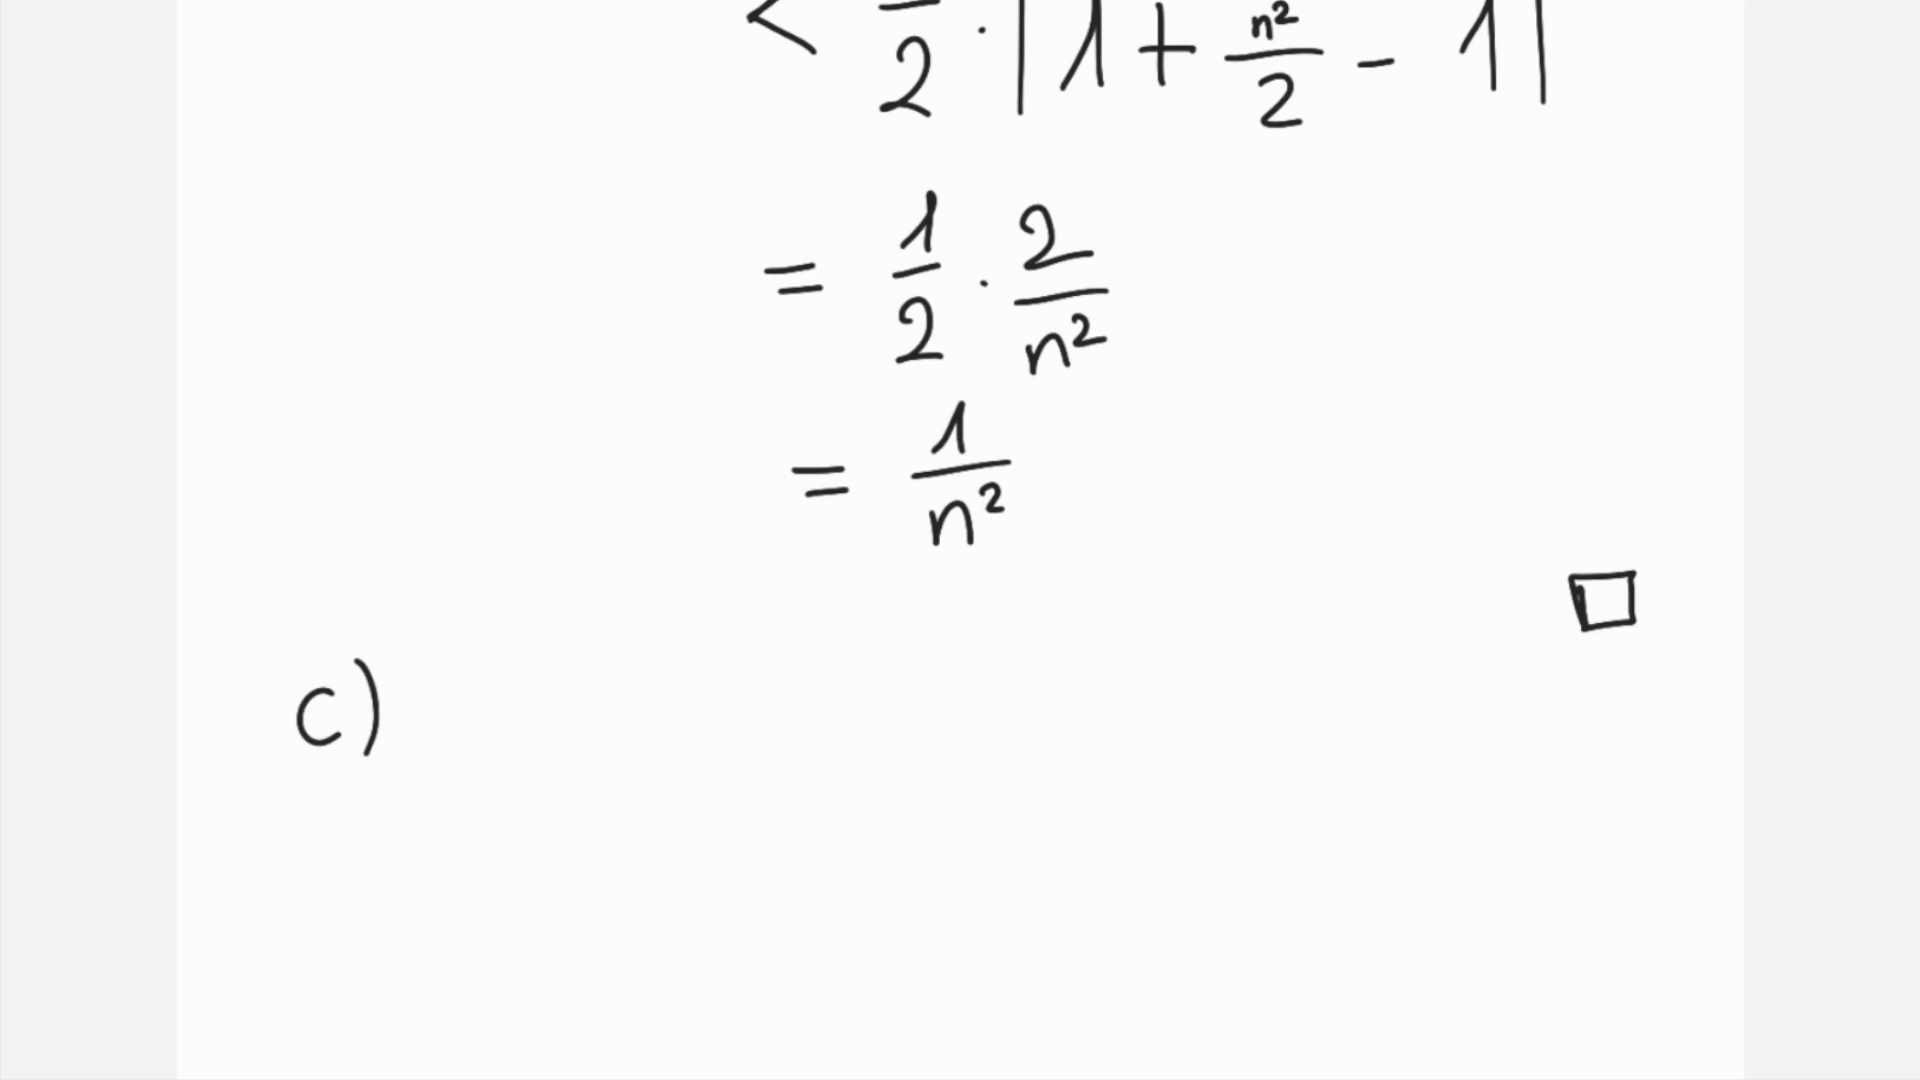 < —/2 · |1 + n²/2 - 1|
= 1/2 · 2/n²
= 1/n²
□
c)